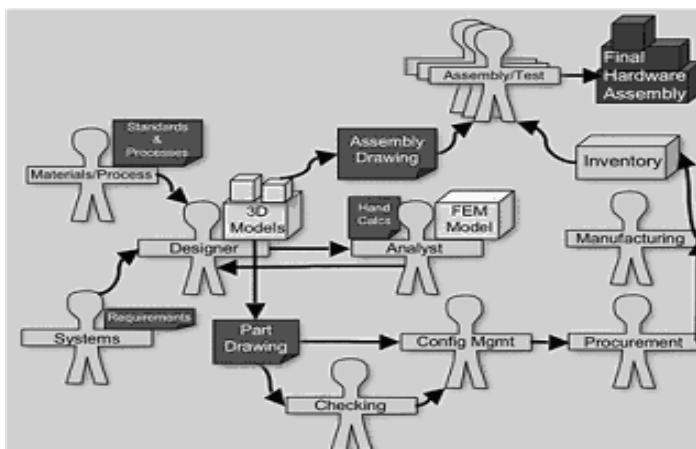 Assembly/Test
Final
Hardware
Assembly
Standards
&
Processes
Assembly
Drawing
Inventory
Materials/Process
3D
Models
Hand
Calcs
FEM
Model
Designer
Analyst
Manufacturing
Requirements
Systems
Part
Drawing
Config Mgmt
Procurement
Checking